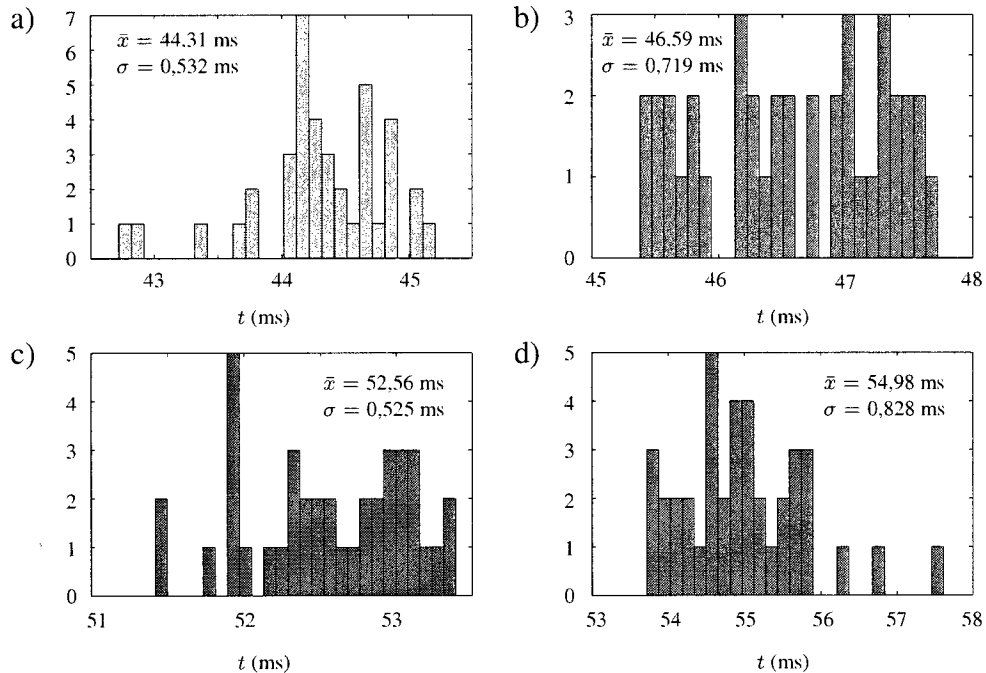 a)
x̄ = 44,31 ms
σ = 0,532 ms
7
6
5
4
3
2
1
0
43 44 45
t (ms)
b)
x̄ = 46,59 ms
σ = 0,719 ms
3
2
1
0
45 46 47 48
t (ms)
c)
x̄ = 52,56 ms
σ = 0,525 ms
5
4
3
2
1
0
51 52 53
t (ms)
d)
x̄ = 54,98 ms
σ = 0,828 ms
5
4
3
2
1
0
53 54 55 56 57 58
t (ms)